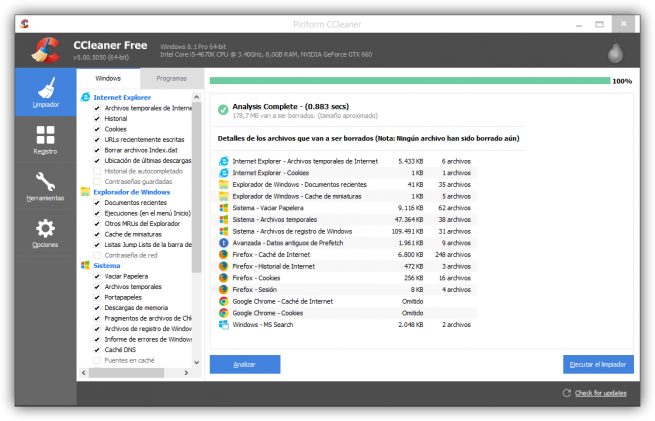 Piriform CCleaner
CCleaner Free
v5.00.5050 (64-bit)
Windows 8.1 Pro 64-bit
Intel Core i5-4670K CPU @ 3.40GHz, 8,0GB RAM, NVIDIA GeForce GTX 660
Limpiador
Registro
Herramientas
Opciones
Windows
Programas
Internet Explorer
Archivos temporales de Interne
Historial
Cookies
URLs recientemente escritas
Borrar archivos Index.dat
Ubicación de últimas descargas
Historial de autocompletado
Contraseñas guardadas
Explorador de Windows
Documentos recientes
Ejecuciones (en el menú Inicio)
Otros MRUs del Explorador
Cache de miniaturas
Listas Jump Lists de la barra de
Contraseña de red
Sistema
Vaciar Papelera
Archivos temporales
Portapapeles
Descargas de memoria
Fragmentos de archivos de Chk
Archivos de registro de Window
Informe de errores de Windows
Caché DNS
Fuentes en caché
100%
Analysis Complete - (0.883 secs)
178,7 MB van a ser borrados. (tamaño aproximado)
Detalles de los archivos que van a ser borrados (Nota: Ningún archivo han sido borrado aún)
Internet Explorer - Archivos temporales de Internet 5.433 KB 6 archivos
Internet Explorer - Cookies 1 KB 1 archivos
Explorador de Windows - Documentos recientes 41 KB 35 archivos
Explorador de Windows - Cache de miniaturas 1 KB 5 archivos
Sistema - Vaciar Papelera 9.116 KB 62 archivos
Sistema - Archivos temporales 47.364 KB 38 archivos
Sistema - Archivos de registro de Windows 109.491 KB 31 archivos
Avanzada - Datos antiguos de Prefetch 1.961 KB 9 archivos
Firefox - Caché de Internet 6.800 KB 248 archivos
Firefox - Historial de Internet 472 KB 3 archivos
Firefox - Cookies 256 KB 16 archivos
Firefox - Sesión 8 KB 4 archivos
Google Chrome - Caché de Internet Omitido
Google Chrome - Cookies Omitido
Windows - MS Search 2.048 KB 2 archivos
Analizar
Ejecutar el limpiador
Check for updates